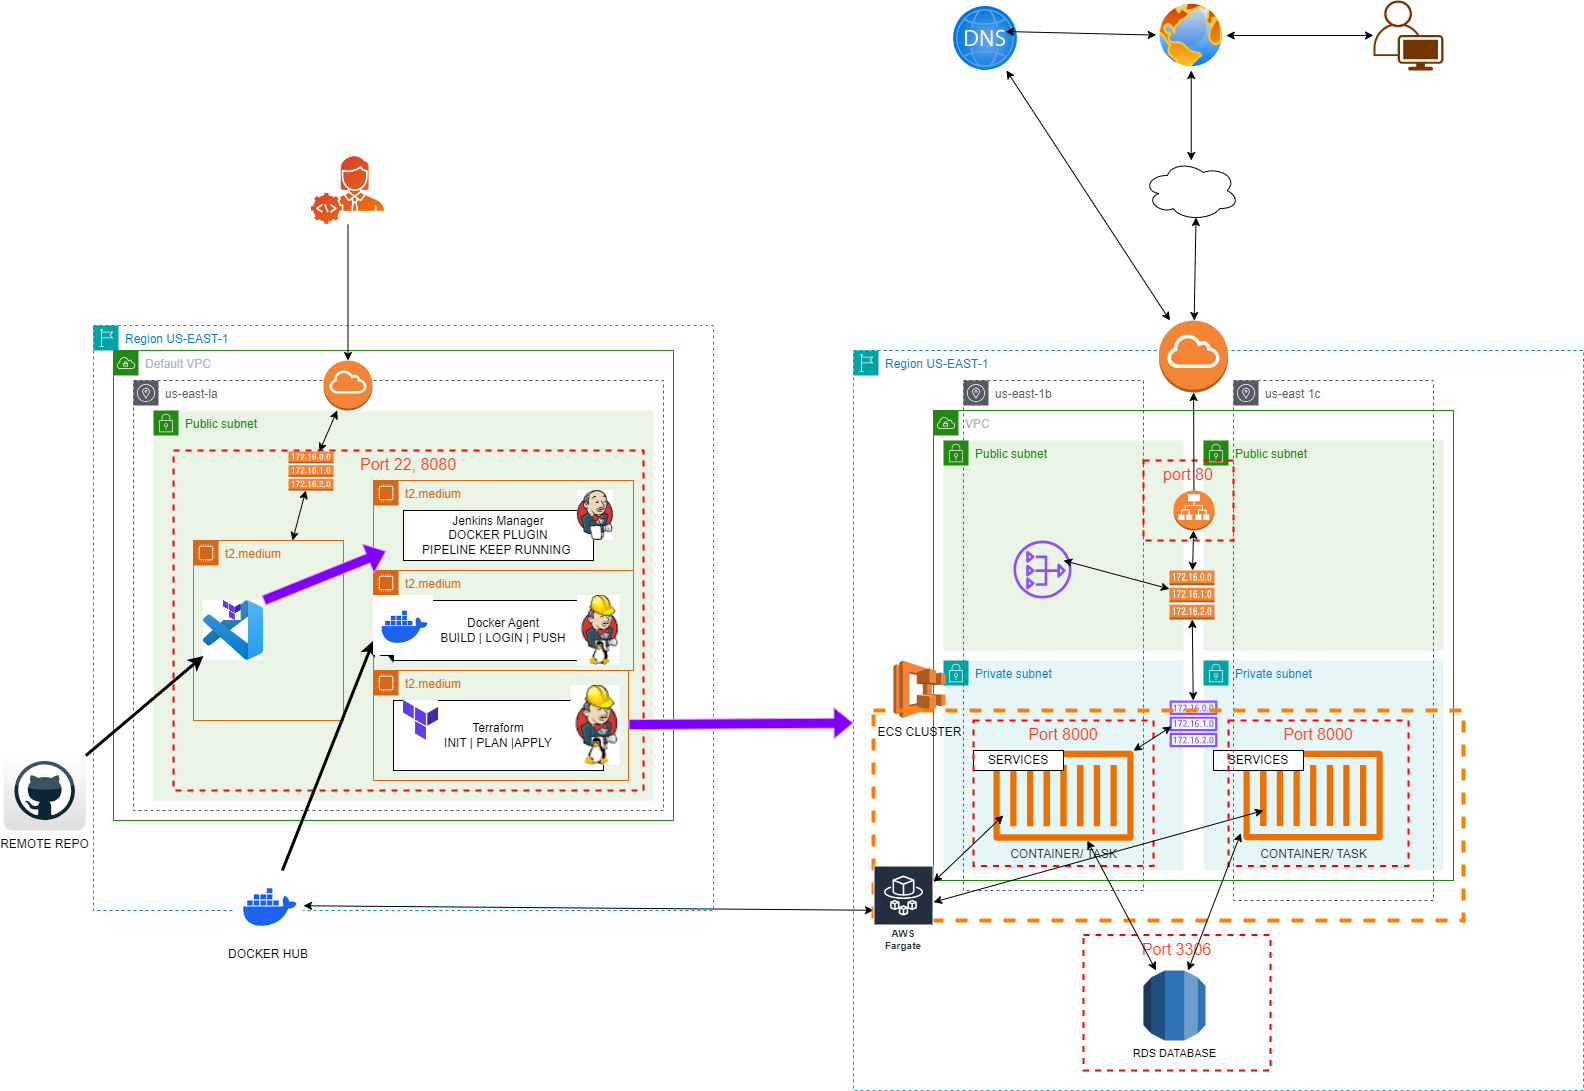 DNS
Region US-EAST-1
Default VPC
us-east-Ia
Public subnet
172.16.0.0
172.16.1.0
172.16.2.0
Port 22, 8080
t2.medium
Jenkins Manager
DOCKER PLUGIN
PIPELINE KEEP RUNNING
t2.medium
t2.medium
Docker Agent
BUILD | LOGIN | PUSH
t2.medium
Terraform
INIT | PLAN |APPLY
REMOTE REPO
DOCKER HUB
Region US-EAST-1
us-east-1b
us-east 1c
VPC
Public subnet
Public subnet
port 80
172.16.0.0
172.16.1.0
172.16.2.0
Private subnet
Private subnet
ECS CLUSTER
172.16.0.0
172.16.1.0
172.16.2.0
Port 8000
Port 8000
SERVICES
SERVICES
CONTAINER/ TASK
CONTAINER/ TASK
AWS
Fargate
Port 3306
RDS DATABASE